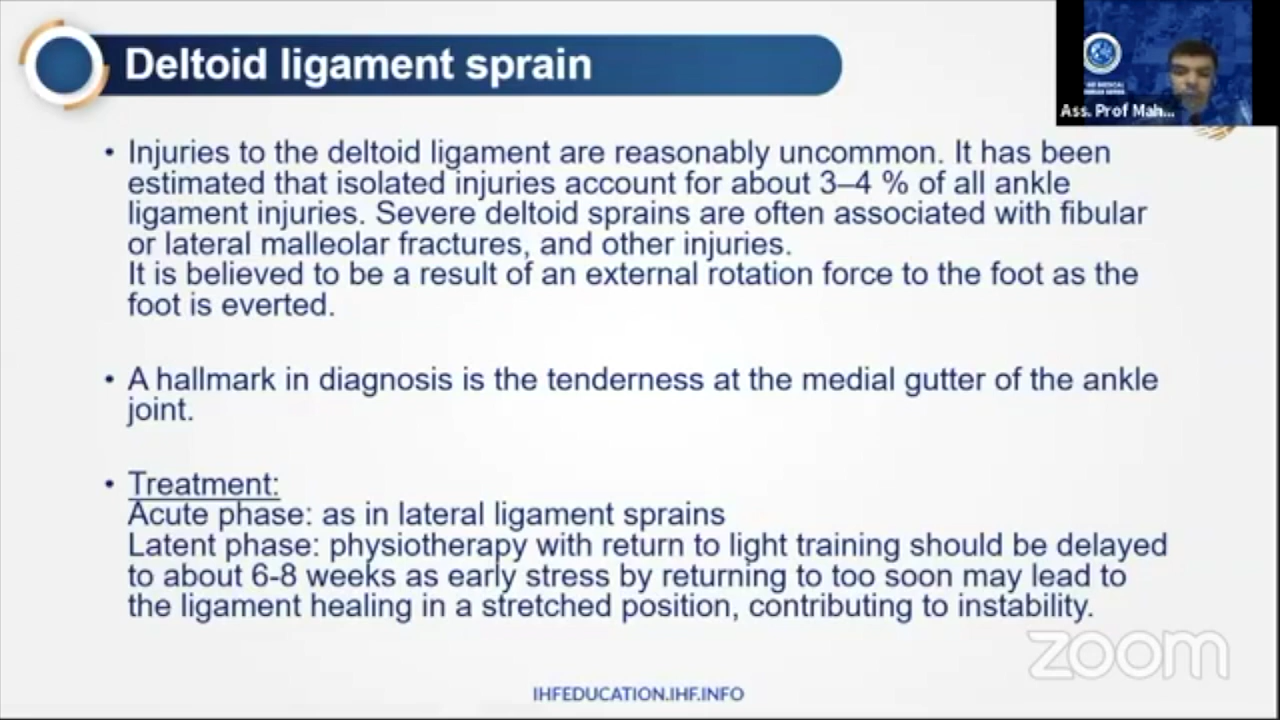 Deltoid ligament sprain
Ass. Prof Mah...
• Injuries to the deltoid ligament are reasonably uncommon. It has been
estimated that isolated injuries account for about 3–4 % of all ankle
ligament injuries. Severe deltoid sprains are often associated with fibular
or lateral malleolar fractures, and other injuries.
It is believed to be a result of an external rotation force to the foot as the
foot is everted.
• A hallmark in diagnosis is the tenderness at the medial gutter of the ankle
joint.
• Treatment:
Acute phase: as in lateral ligament sprains
Latent phase: physiotherapy with return to light training should be delayed
to about 6-8 weeks as early stress by returning to too soon may lead to
the ligament healing in a stretched position, contributing to instability.
zoom
IHFEDUCATION.IHF.INFO